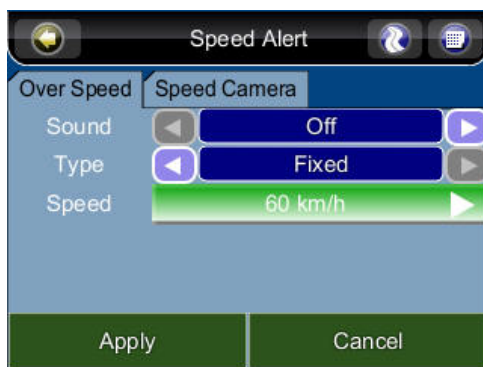 Speed Alert
Over Speed Speed Camera
Sound Off
Type Fixed
Speed 60 km/h
Apply Cancel